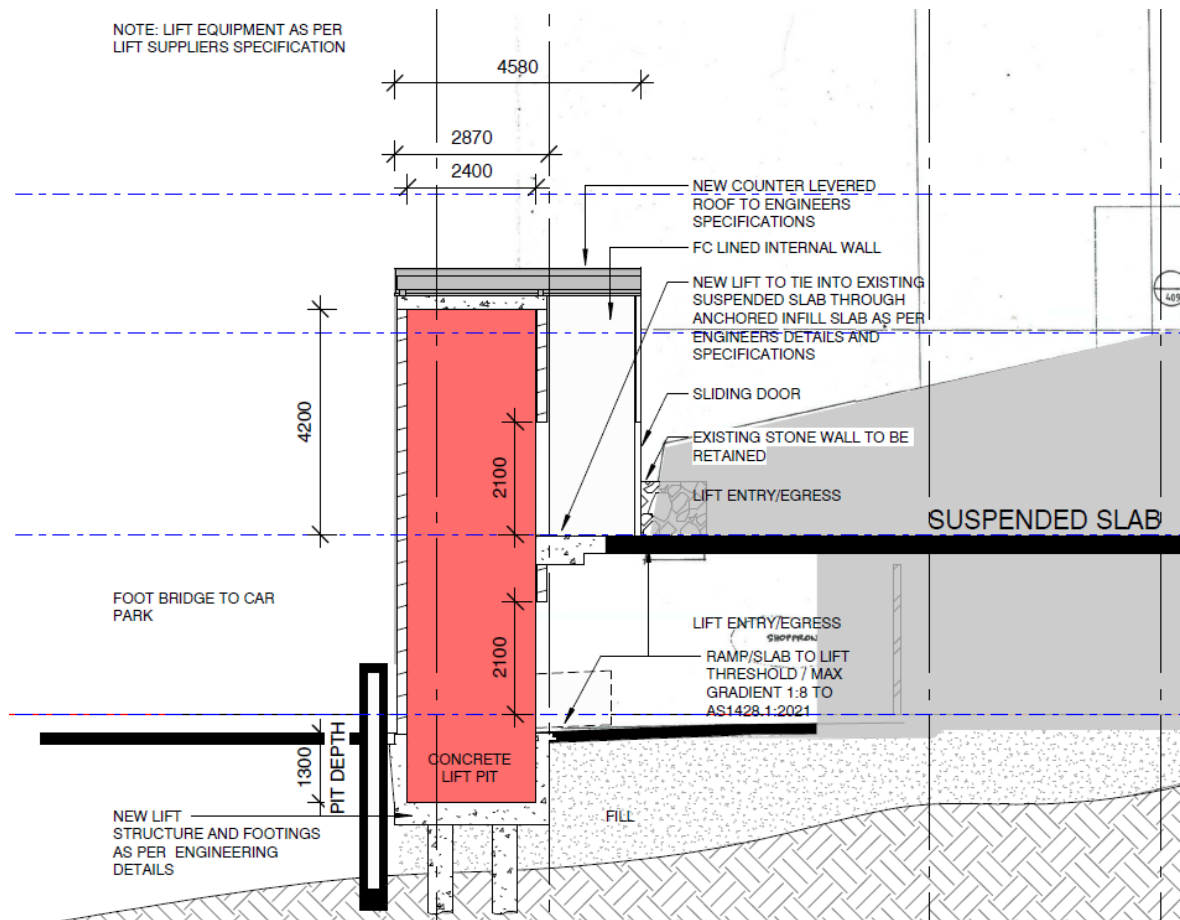 NOTE: LIFT EQUIPMENT AS PER
LIFT SUPPLIERS SPECIFICATION
4580
2870
2400
NEW COUNTER LEVERED
ROOF TO ENGINEERS
SPECIFICATIONS
FC LINED INTERNAL WALL
NEW LIFT TO TIE INTO EXISTING
SUSPENDED SLAB THROUGH
ANCHORED INFILL SLAB AS PER
ENGINEERS DETAILS AND
SPECIFICATIONS
409
SLIDING DOOR
4200
EXISTING STONE WALL TO BE
RETAINED
2100
LIFT ENTRY/EGRESS
SUSPENDED SLAB
FOOT BRIDGE TO CAR
PARK
LIFT ENTRY/EGRESS
2100
RAMP/SLAB TO LIFT
THRESHOLD / MAX
GRADIENT 1:8 TO
AS1428.1:2021
1300
PIT DEPTH
CONCRETE
LIFT PIT
NEW LIFT
STRUCTURE AND FOOTINGS
AS PER ENGINEERING
DETAILS
FILL